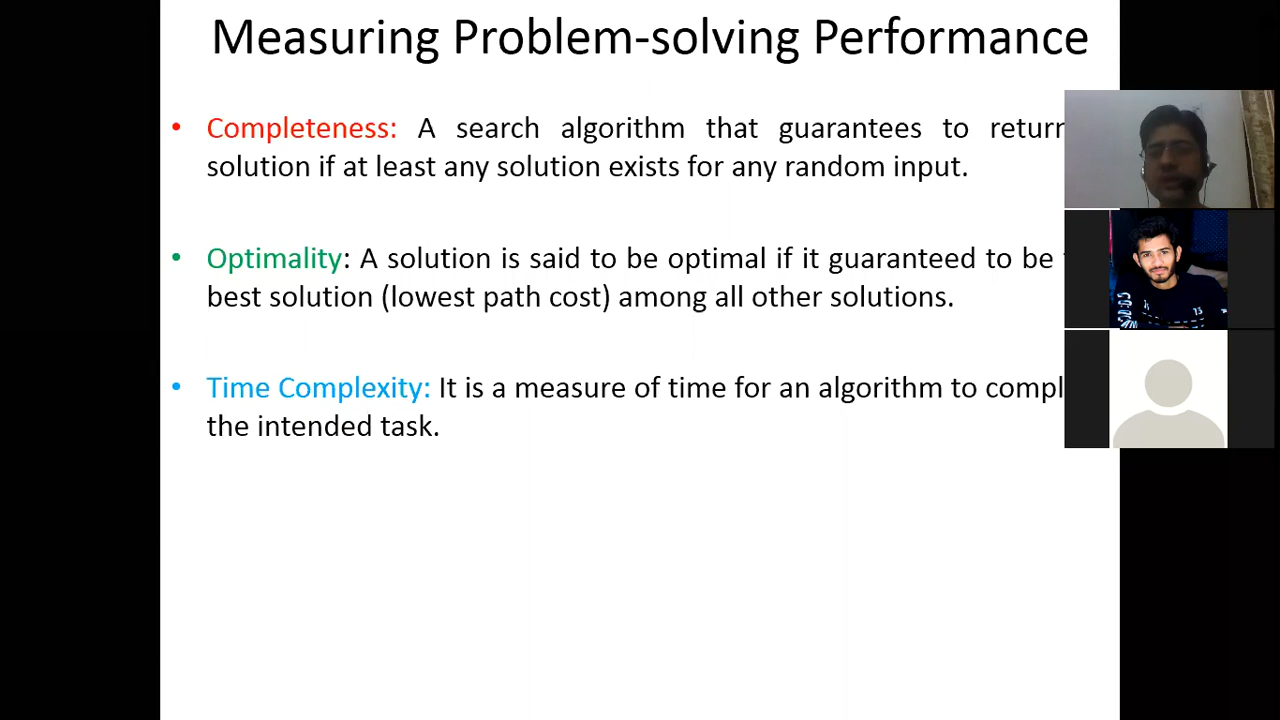 Measuring Problem-solving Performance
• Completeness: A search algorithm that guarantees to return
solution if at least any solution exists for any random input.
• Optimality: A solution is said to be optimal if it guaranteed to be
best solution (lowest path cost) among all other solutions.
• Time Complexity: It is a measure of time for an algorithm to compl
the intended task.